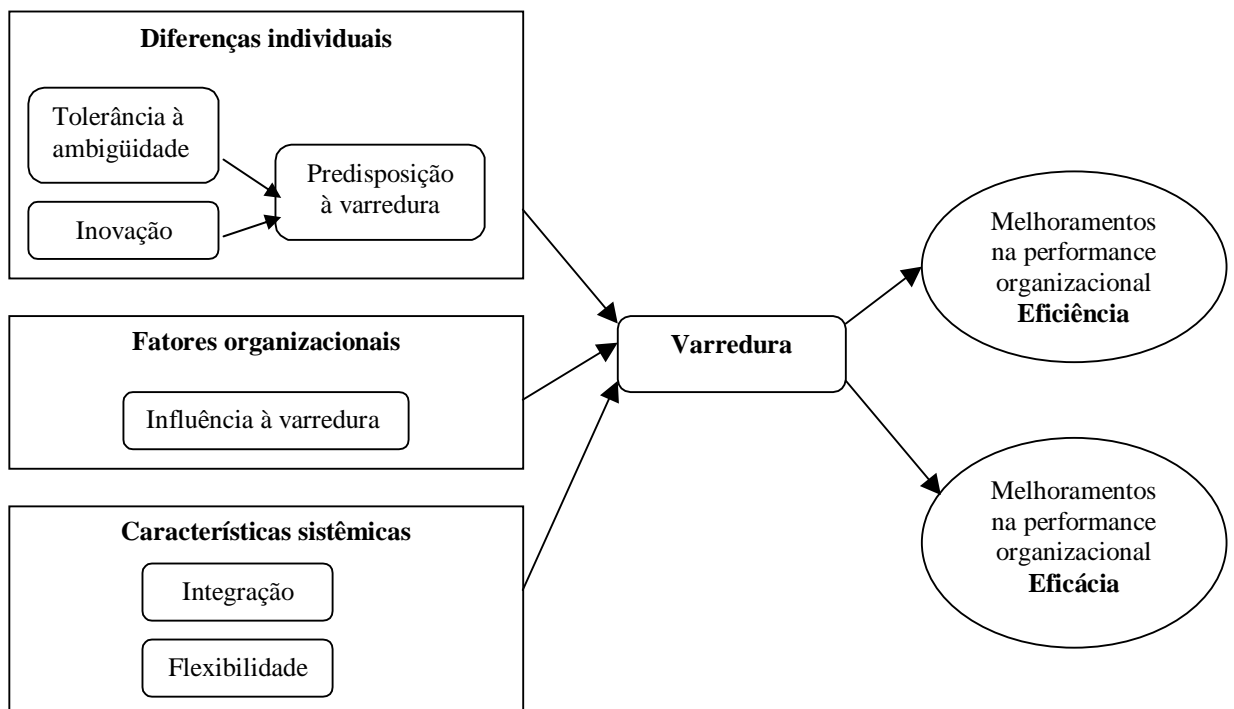 Diferenças individuais
Tolerância à
ambigüidade
Inovação
Predisposição
à varredura
Fatores organizacionais
Influência à varredura
Característísticas sistêmicas
Integração
Flexibilidade
Varredura
Melhoramentos
na performance
organizacional
Eficiência
Melhoramentos
na performance
organizacional
Eficácia